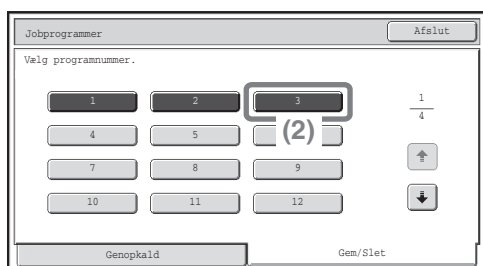 Jobprogrammer Afslut
Vælg programnummer.
1 2 3
1
4
4 5 (2)
7 8 9
10 11 12
Genopkald Gem/Slet